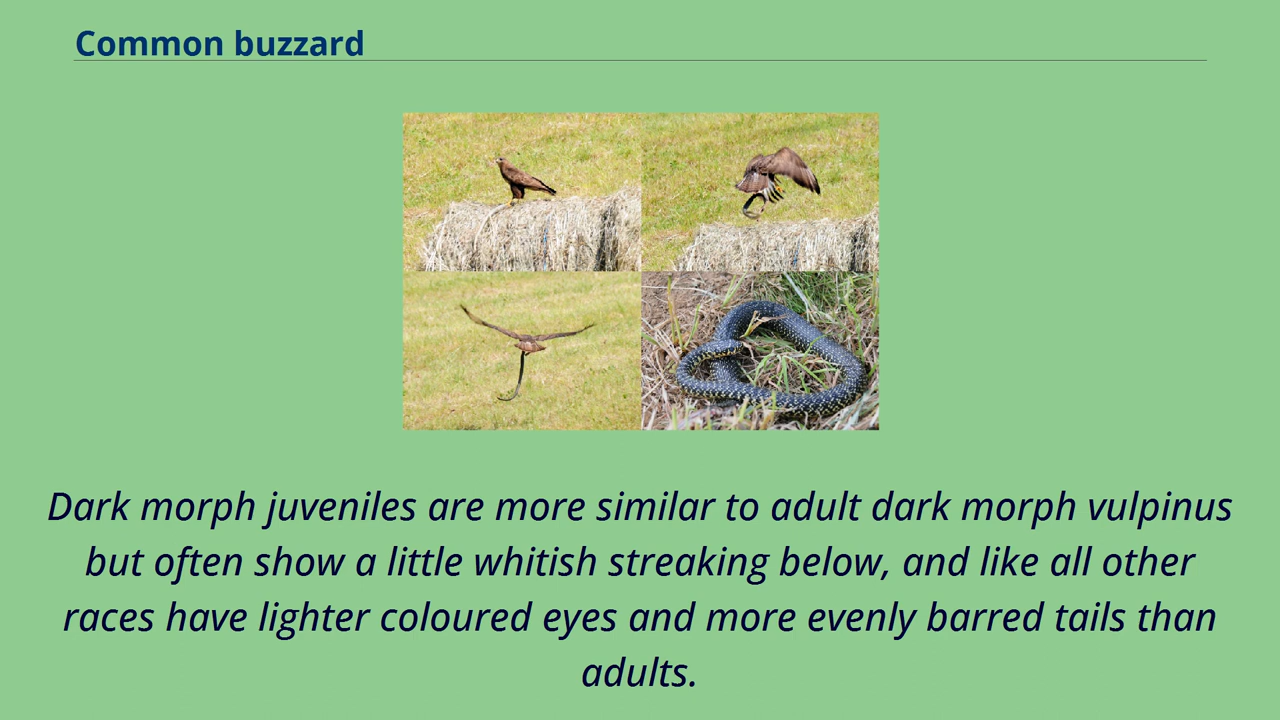 Common buzzard
Dark morph juveniles are more similar to adult dark morph vulpinus
but often show a little whitish streaking below, and like all other
races have lighter coloured eyes and more evenly barred tails than
adults.